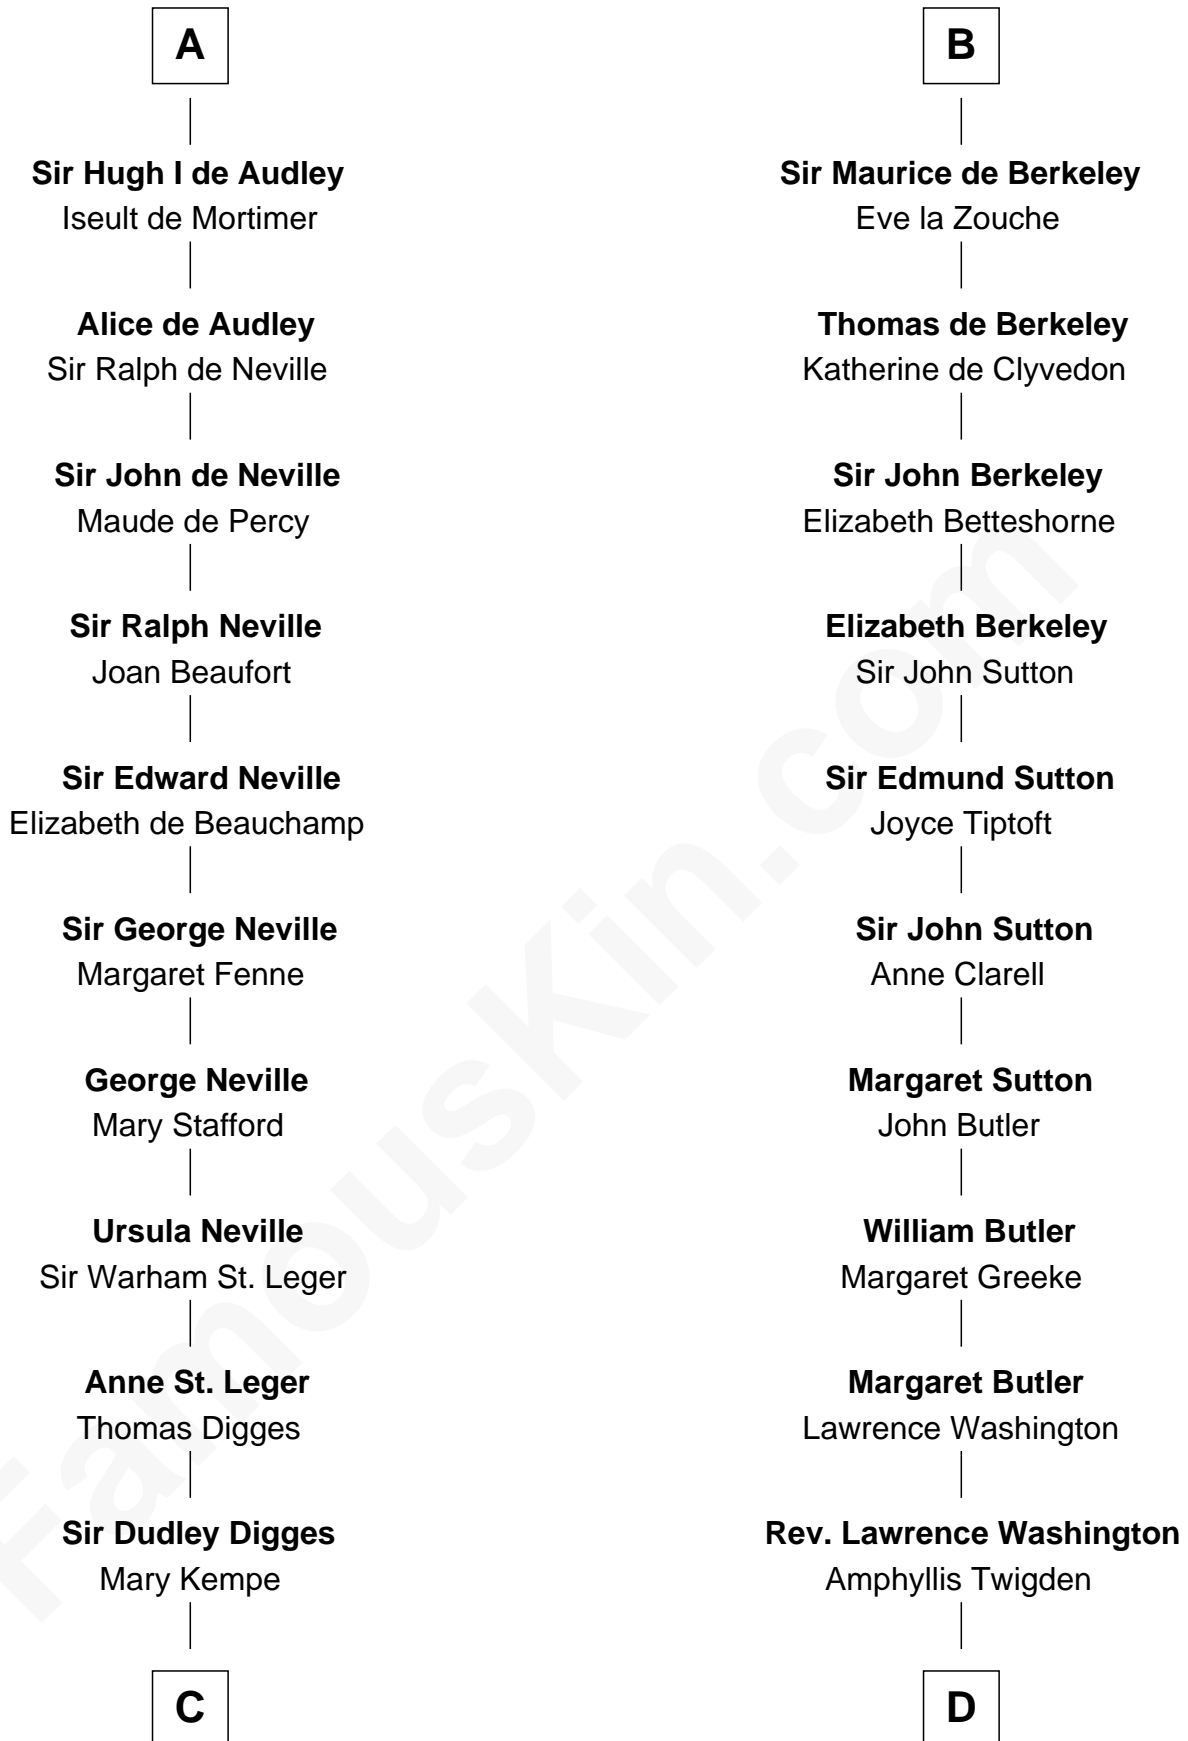 A
Sir Hugh I de Audley
Iseult de Mortimer
Alice de Audley
Sir Ralph de Neville
Sir John de Neville
Maude de Percy
Sir Ralph Neville
Joan Beaufort
Sir Edward Neville
Elizabeth de Beauchamp
Sir George Neville
Margaret Fenne
George Neville
Mary Stafford
Ursula Neville
Sir Warham St. Leger
Anne St. Leger
Thomas Digges
Sir Dudley Digges
Mary Kempe
C
B
Sir Maurice de Berkeley
Eve la Zouche
Thomas de Berkeley
Katherine de Clyvedon
Sir John Berkeley
Elizabeth Betteshorne
Elizabeth Berkeley
Sir John Sutton
Sir Edmund Sutton
Joyce Tiptoft
Sir John Sutton
Anne Clarell
Margaret Sutton
John Butler
William Butler
Margaret Greeke
Margaret Butler
Lawrence Washington
Rev. Lawrence Washington
Amphyllis Twigden
D
FamousKin.com